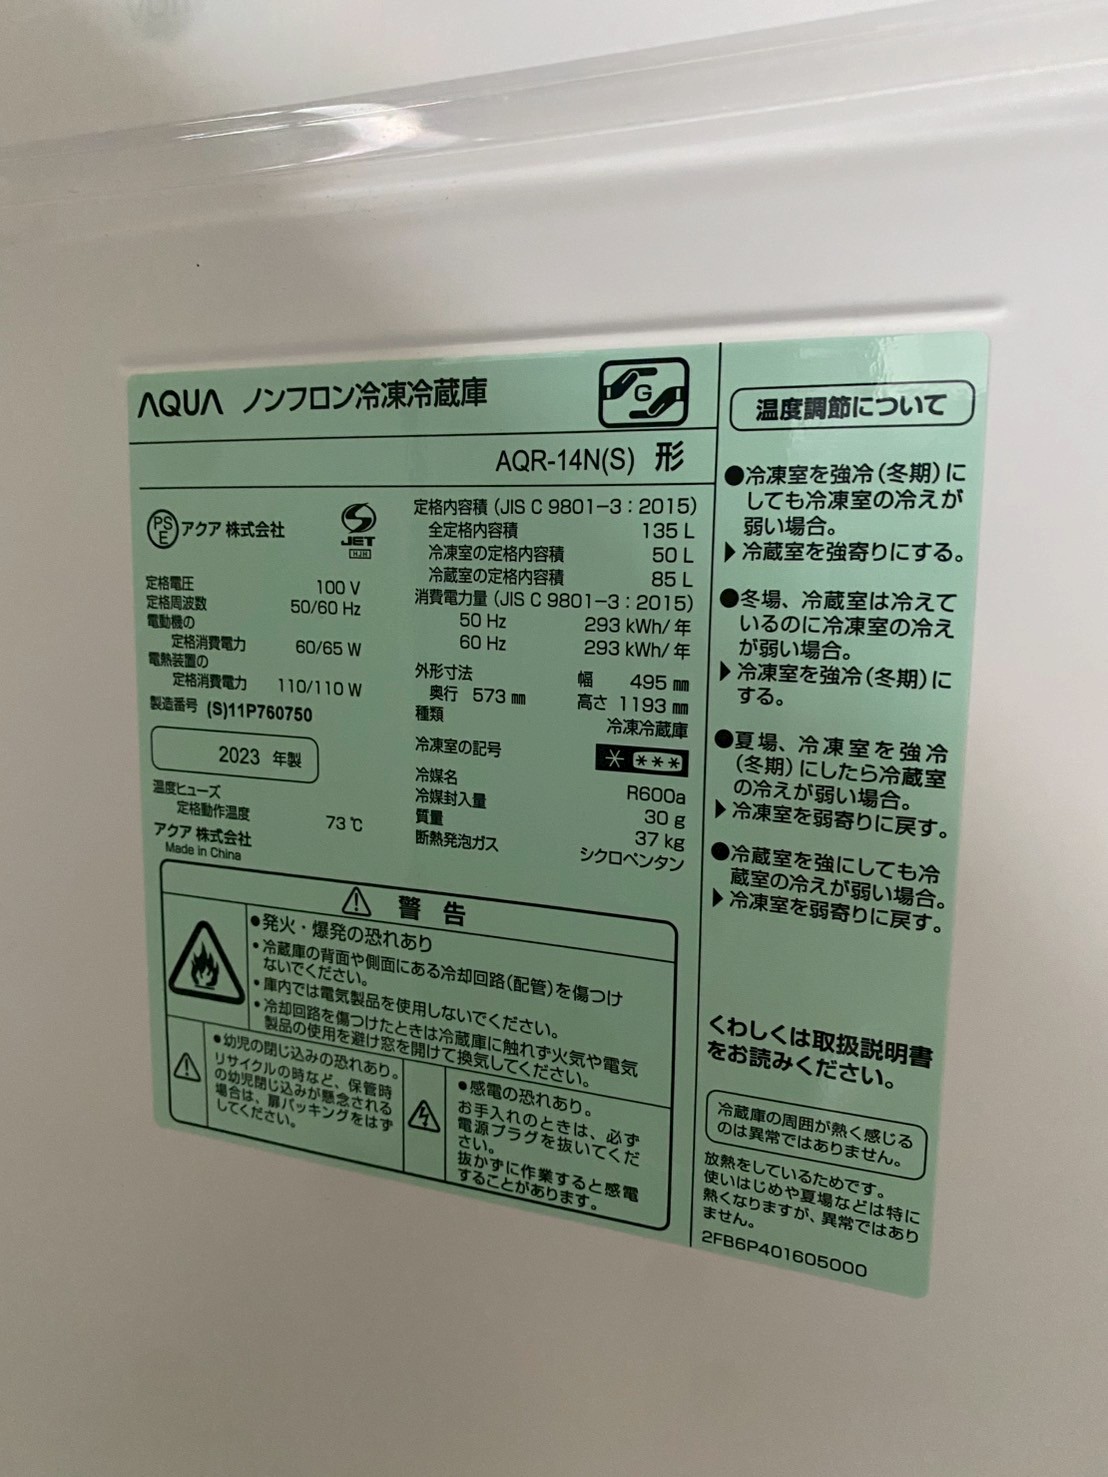 AQUA ノンフロン冷凍冷蔵庫
G
AQR-14N(S) 形
PS
E
アクア 株式会社
JET
HJH
定格電圧 100 V
定格周波数 50/60 Hz
電動機の
定格消費電力 60/65 W
電熱装置の
定格消費電力 110/110 W
製造番号 (S)11P760750
2023 年製
温度ヒューズ
定格動作温度 73℃
アクア 株式会社
Made in China
定格内容積 (JIS C 9801-3：2015)
全定格内容積 135 L
冷凍室の定格内容積 50 L
冷蔵室の定格内容積 85 L
消費電力量 (JIS C 9801-3：2015)
50 Hz 293 kWh/年
60 Hz 293 kWh/年
外形寸法 幅 495 ㎜
奥行 573 ㎜ 高さ 1193 ㎜
種類 冷凍冷蔵庫
冷凍室の記号 * ***
冷媒名 R600a
冷媒封入量 30 g
質量 37 kg
断熱発泡ガス シクロペンタン
⚠ 警告
●発火・爆発の恐れあり
・冷蔵庫の背面や側面にある冷却回路(配管)を傷つけ
ないでください。
・庫内では電気製品を使用しないでください。
・冷却回路を傷つけたときは冷蔵庫に触れず火気や電気
製品の使用を避け窓を開けて換気してください。
●幼児の閉じ込みの恐れあり。
リサイクルの時など、保管時
の幼児閉じ込みが懸念される
場合は、扉パッキングをはず
してください。
●感電の恐れあり。
お手入れのときは、必ず
電源プラグを抜いてくだ
さい。
抜かずに作業すると感電
することがあります。
温度調節について
●冷凍室を強冷(冬期)に
しても冷凍室の冷えが
弱い場合。
▶冷蔵室を強寄りにする。
●冬場、冷蔵室は冷えて
いるのに冷凍室の冷え
が弱い場合。
▶冷凍室を強冷(冬期)に
する。
●夏場、冷凍室を強冷
(冬期)にしたら冷蔵室
の冷えが弱い場合。
▶冷凍室を弱寄りに戻す。
●冷蔵室を強にしても冷
蔵室の冷えが弱い場合。
▶冷凍室を弱寄りに戻す。
くわしくは取扱説明書
をお読みください。
冷蔵庫の周囲が熱く感じる
のは異常ではありません。
放熱をしているためです。
使いはじめや夏場などは特に
熱くなりますが、異常ではあり
ません。
2FB6P401605000